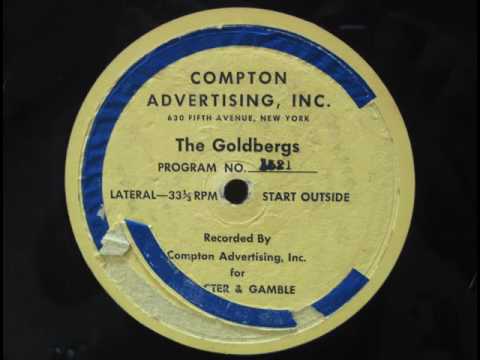 COMPTON
ADVERTISING, INC.
630 FIFTH AVENUE, NEW YORK
The Goldbergs
PROGRAM NO.
LATERAL—33⅓ RPM START OUTSIDE
Recorded By
Compton Advertising, Inc.
for
CTER & GAMBLE